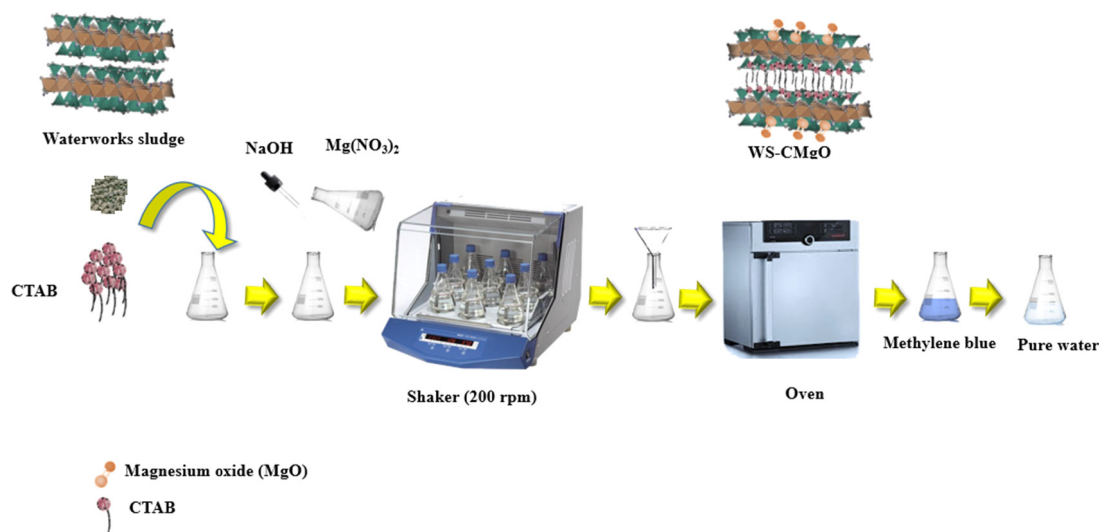 Waterworks sludge
NaOH
Mg(NO₃)₂
WS-CMgO
CTAB
Methylene blue
Pure water
Shaker (200 rpm)
Oven
Magnesium oxide (MgO)
CTAB